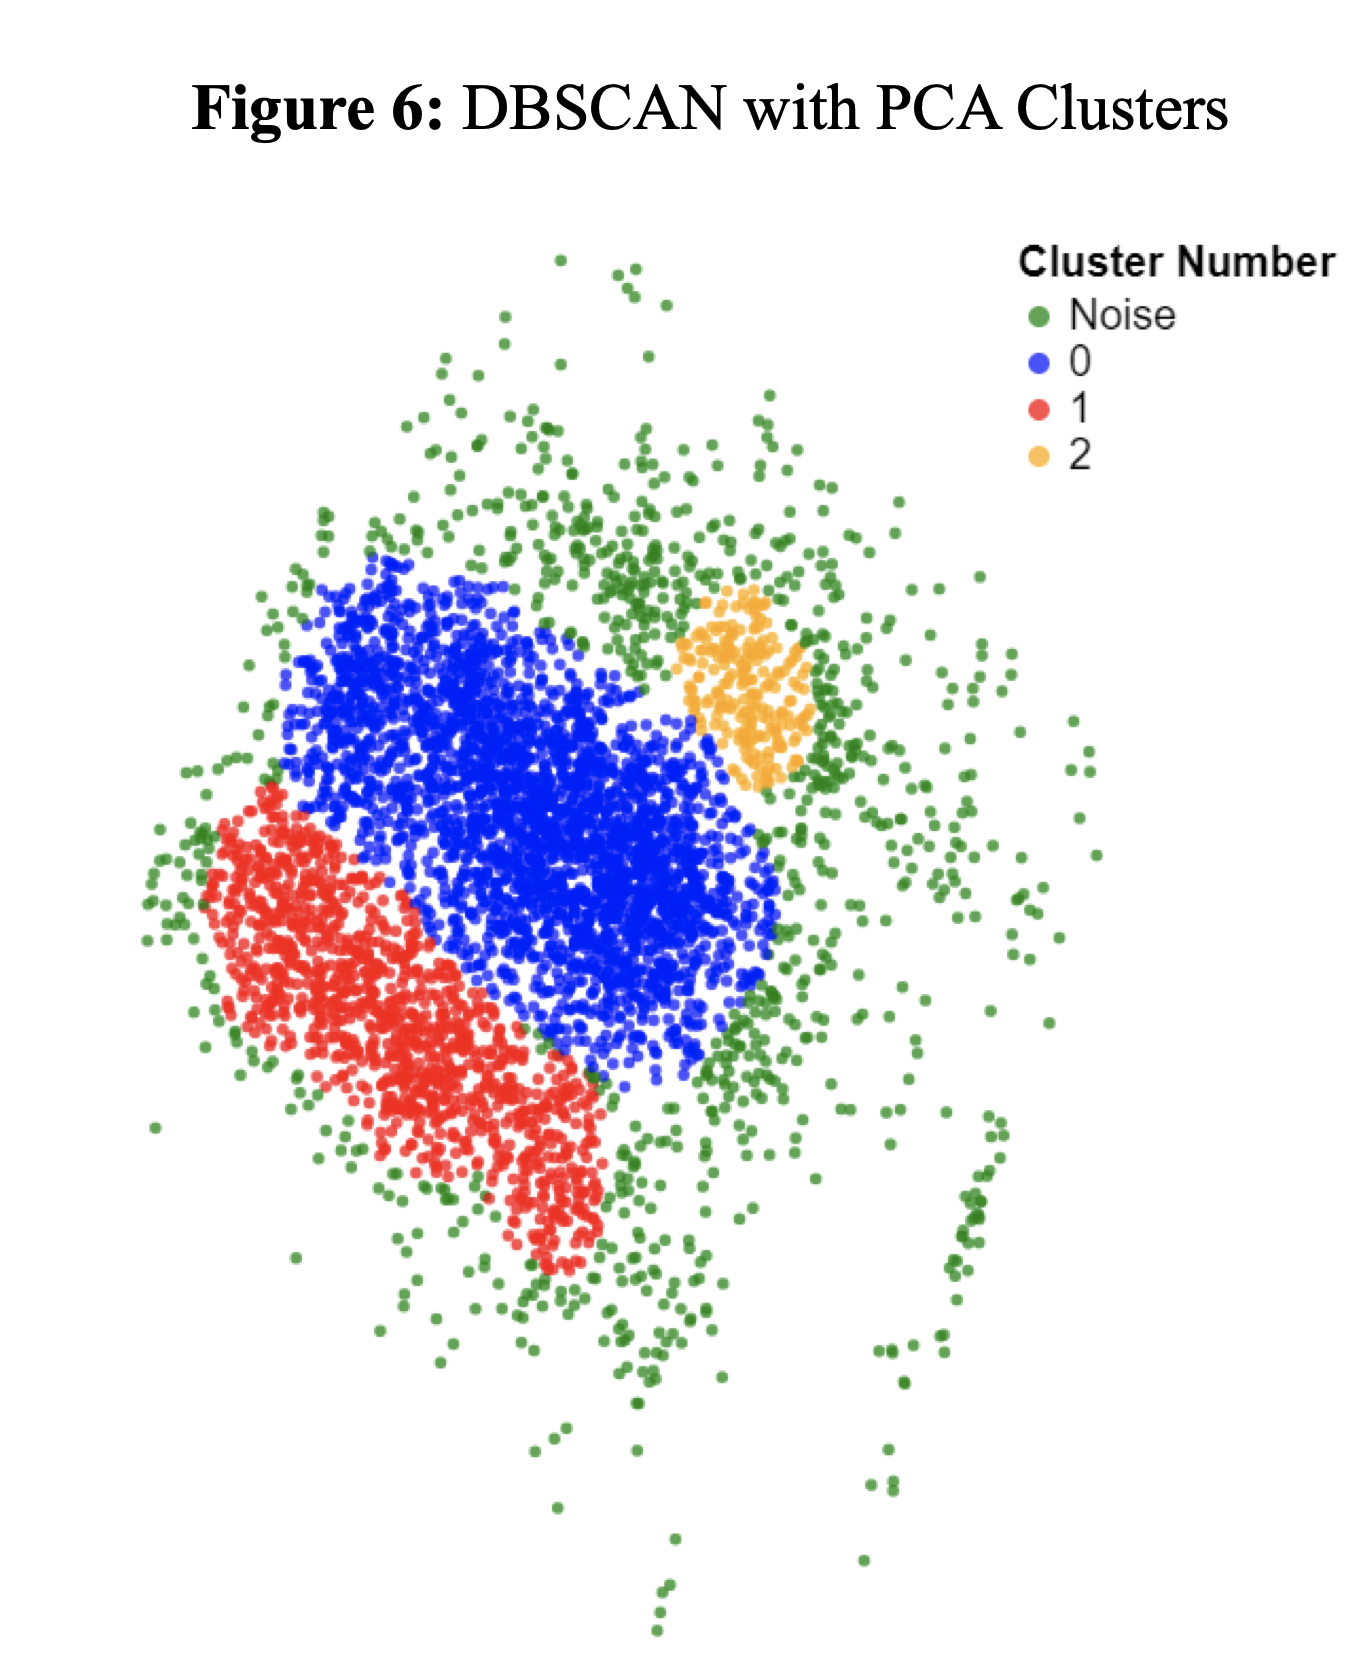 Figure 6: DBSCAN with PCA Clusters
Cluster Number
Noise
0
1
2